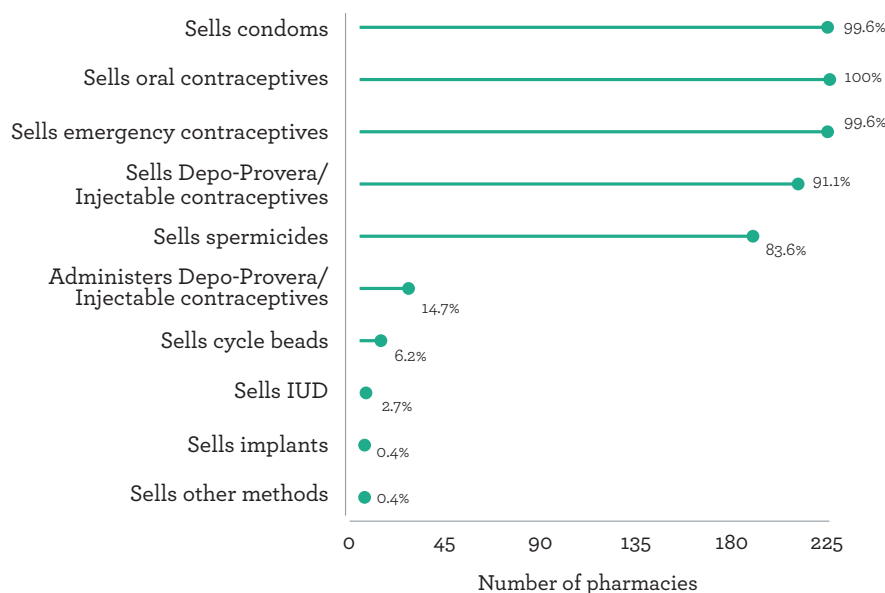 Sells condoms
99.6%
Sells oral contraceptives
100%
Sells emergency contraceptives
99.6%
Sells Depo-Provera/
Injectable contraceptives
91.1%
Sells spermicides
83.6%
Administers Depo-Provera/
Injectable contraceptives
14.7%
Sells cycle beads
6.2%
Sells IUD
2.7%
Sells implants
0.4%
Sells other methods
0.4%
0 45 90 135 180 225
Number of pharmacies